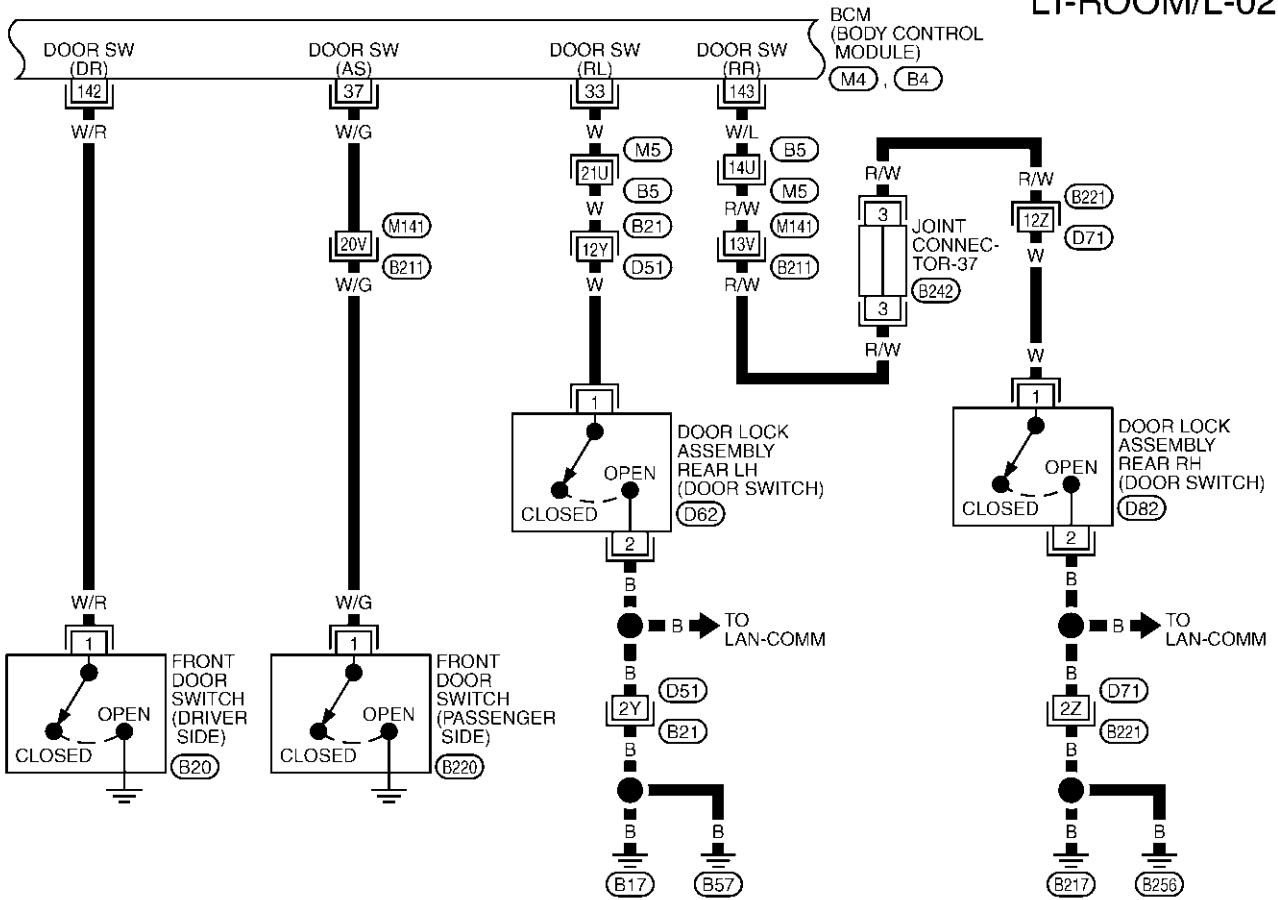 LT-ROOM/L-02
BCM
(BODY CONTROL
MODULE)
M4 , B4
DOOR SW
(DR)
DOOR SW
(AS)
DOOR SW
(RL)
DOOR SW
(RR)
142
37
33
143
W/R
W/G
W
W/L
M5
21U
B5
W
B21
12Y
D51
W
B5
14U
M5
R/W
M141
13V
B211
R/W
M141
20V
B211
W/G
R/W
3
JOINT
CONNEC-
TOR-37
B242
3
R/W
R/W
B221
12Z
D71
W
W
1
DOOR LOCK
ASSEMBLY
REAR LH
(DOOR SWITCH)
D62
OPEN
CLOSED
2
1
DOOR LOCK
ASSEMBLY
REAR RH
(DOOR SWITCH)
D82
OPEN
CLOSED
2
W/R
1
FRONT
DOOR
SWITCH
(DRIVER
SIDE)
B20
OPEN
CLOSED
W/G
1
FRONT
DOOR
SWITCH
(PASSENGER
SIDE)
B220
OPEN
CLOSED
B
B
TO
LAN-COMM
B
D51
2Y
B21
B
B
B
B17
B57
B
B
TO
LAN-COMM
B
D71
2Z
B221
B
B
B
B217
B256